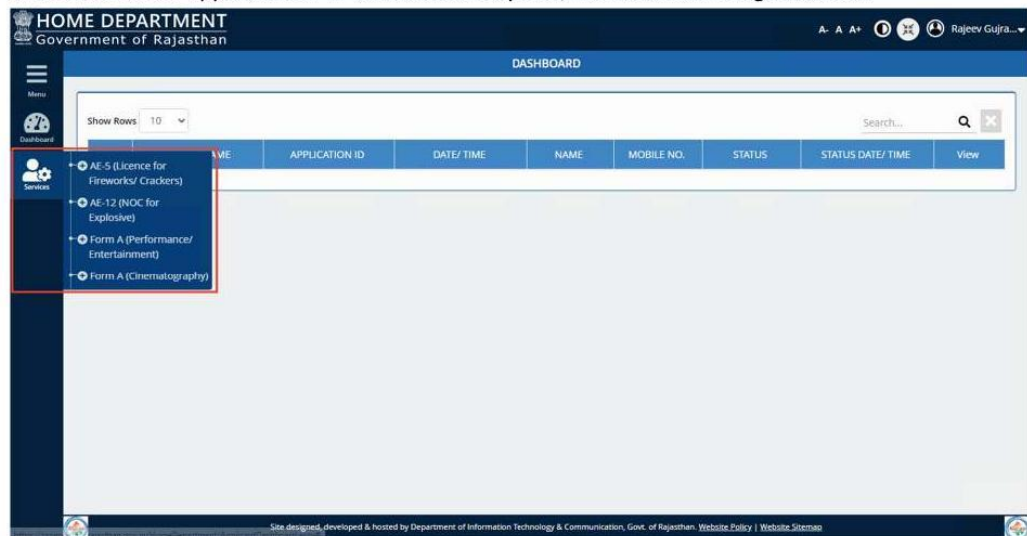 HOME DEPARTMENT
Government of Rajasthan
A- A A+
Rajeev Gujra...
Menu
DASHBOARD
Show Rows 10
Search...
Dashboard
AME APPLICATION ID DATE/ TIME NAME MOBILE NO. STATUS STATUS DATE/ TIME View
Services
AE-5 (Licence for
Fireworks/ Crackers)
AE-12 (NOC for
Explosive)
Form A (Performance/
Entertainment)
Form A (Cinematography)
Site designed, developed & hosted by Department of Information Technology & Communication, Govt. of Rajasthan. Website Policy | Website Sitemap